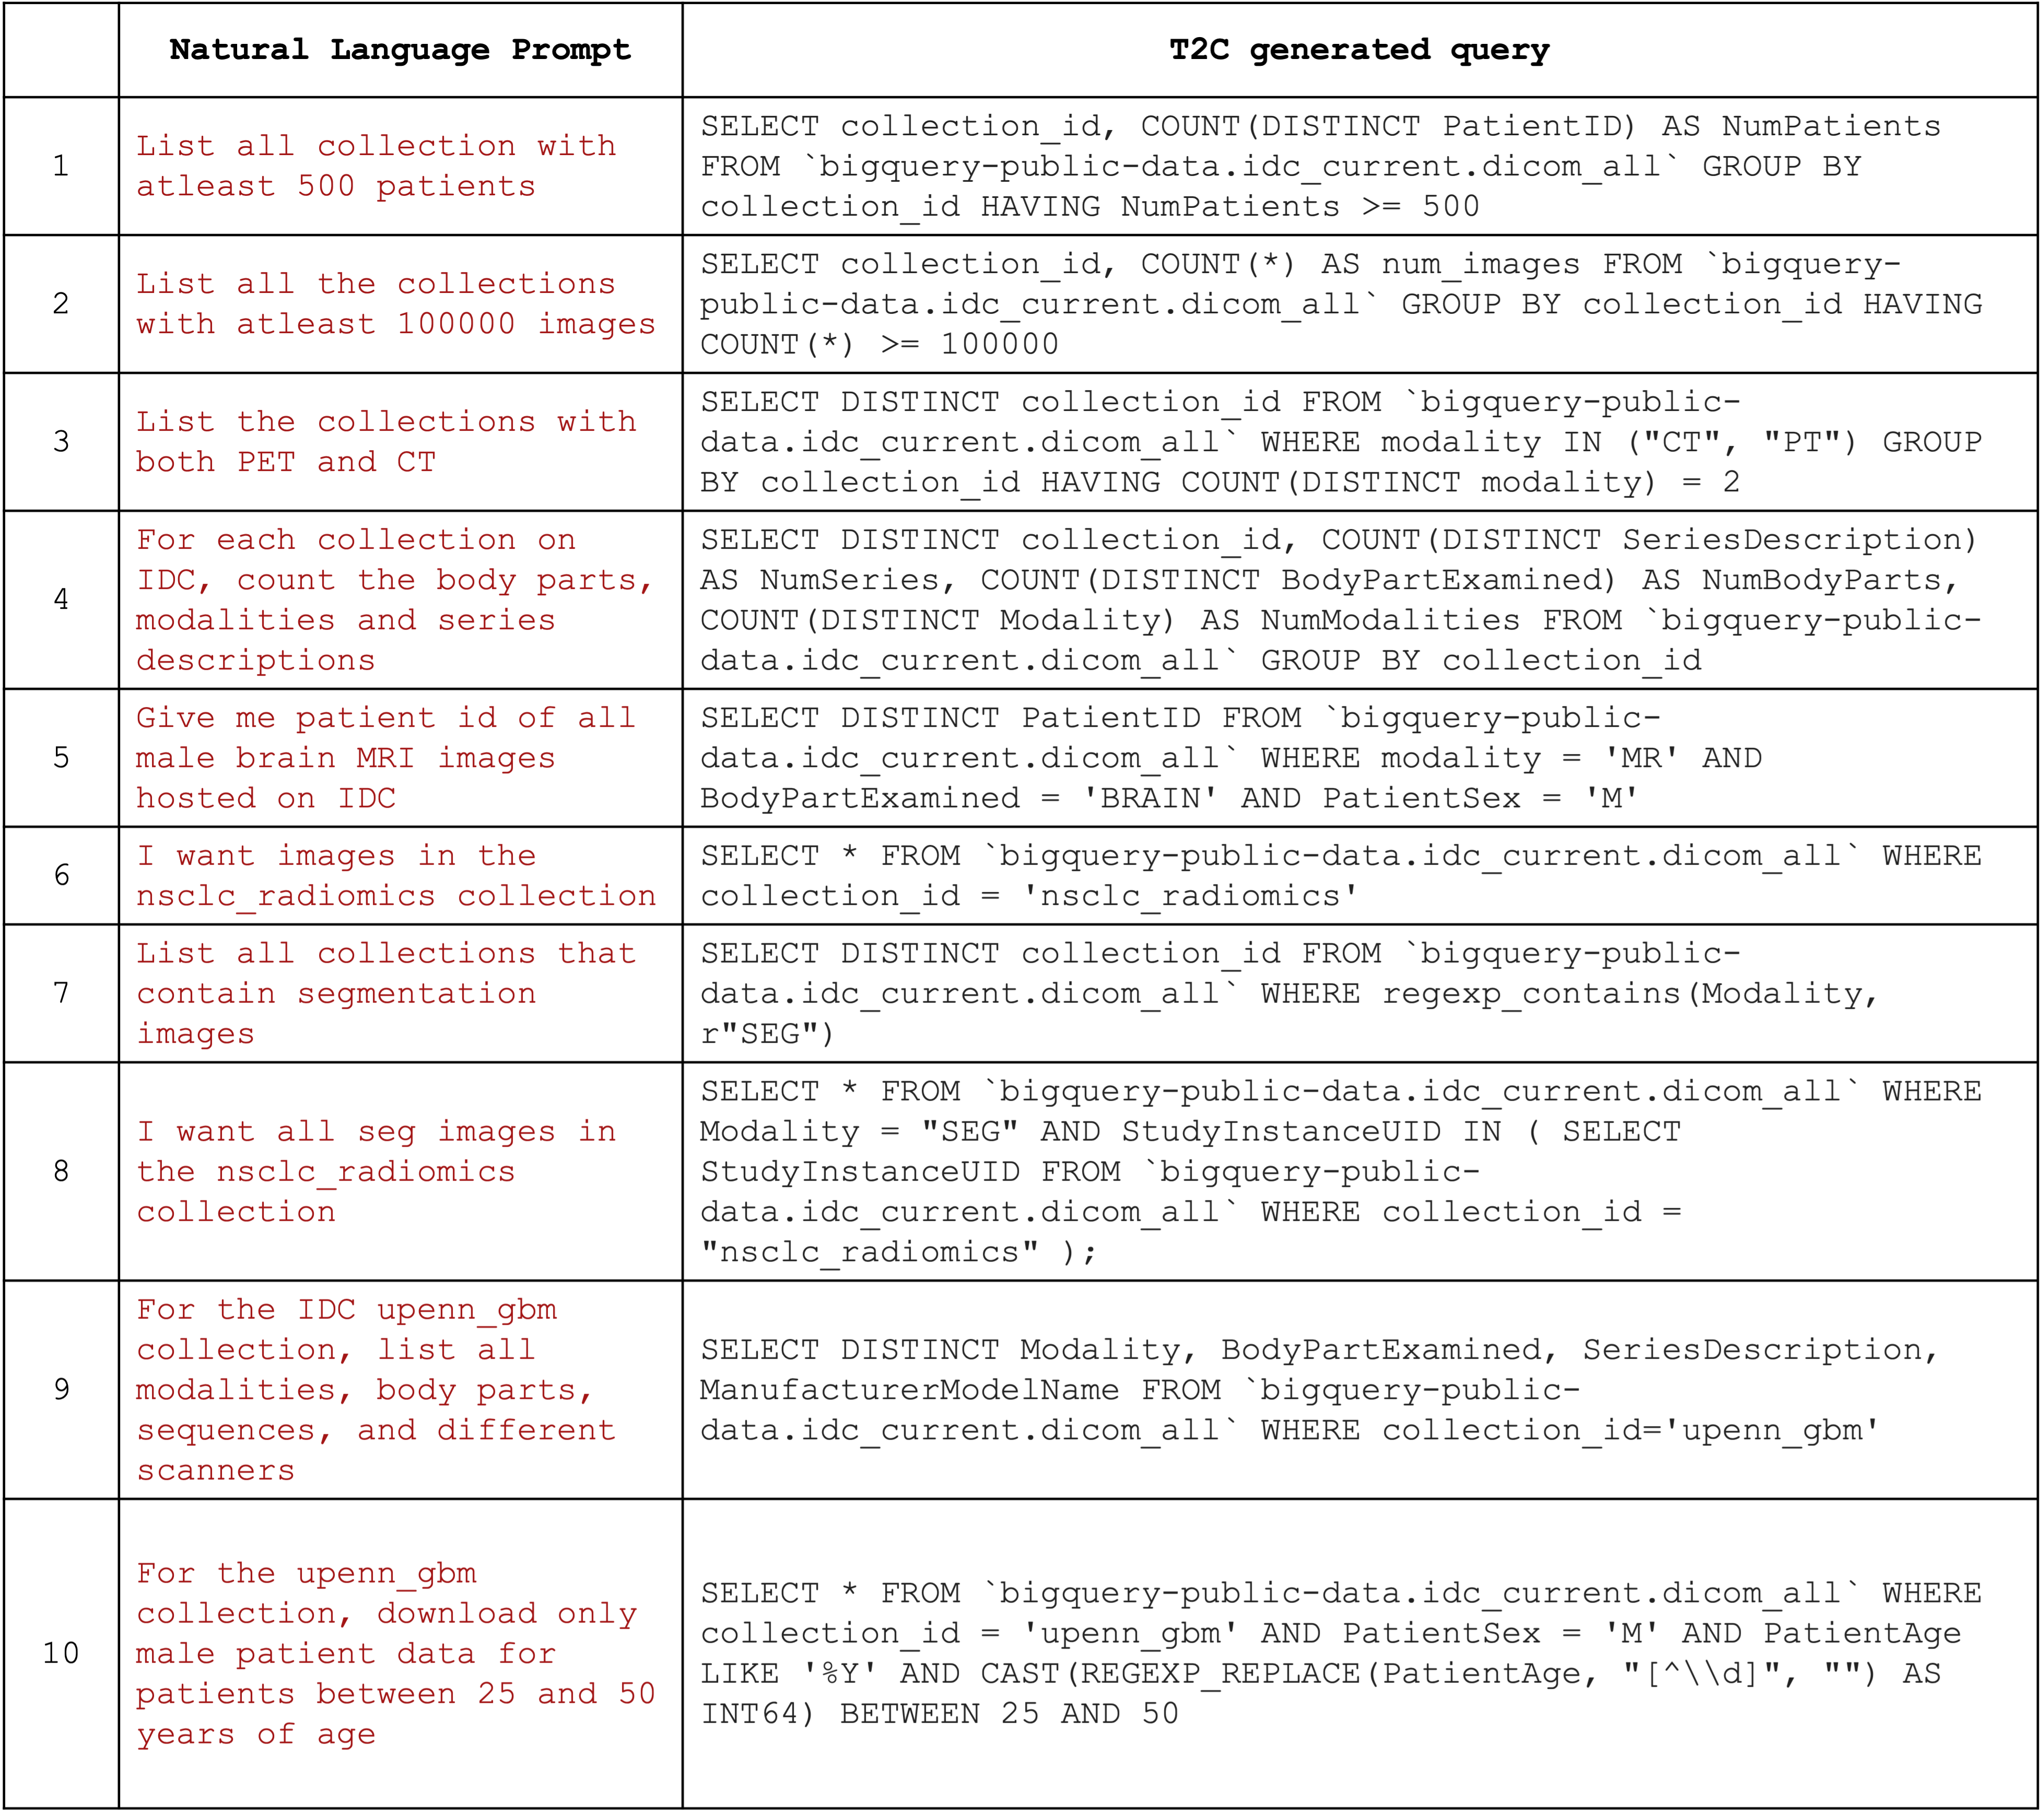 Natural Language Prompt
T2C generated query
1
List all collection with
atleast 500 patients
SELECT collection_id, COUNT(DISTINCT PatientID) AS NumPatients
FROM `bigquery-public-data.idc_current.dicom_all` GROUP BY
collection_id HAVING NumPatients >= 500
2
List all the collections
with atleast 100000 images
SELECT collection_id, COUNT(*) AS num_images FROM `bigquery-
public-data.idc_current.dicom_all` GROUP BY collection_id HAVING
COUNT(*) >= 100000
3
List the collections with
both PET and CT
SELECT DISTINCT collection_id FROM `bigquery-public-
data.idc_current.dicom_all` WHERE modality IN ("CT", "PT") GROUP
BY collection_id HAVING COUNT(DISTINCT modality) = 2
4
For each collection on
IDC, count the body parts,
modalities and series
descriptions
SELECT DISTINCT collection_id, COUNT(DISTINCT SeriesDescription)
AS NumSeries, COUNT(DISTINCT BodyPartExamined) AS NumBodyParts,
COUNT(DISTINCT Modality) AS NumModalities FROM `bigquery-public-
data.idc_current.dicom_all` GROUP BY collection_id
5
Give me patient id of all
male brain MRI images
hosted on IDC
SELECT DISTINCT PatientID FROM `bigquery-public-
data.idc_current.dicom_all` WHERE modality = 'MR' AND
BodyPartExamined = 'BRAIN' AND PatientSex = 'M'
6
I want images in the
nsclc_radiomics collection
SELECT * FROM `bigquery-public-data.idc_current.dicom_all` WHERE
collection_id = 'nsclc_radiomics'
7
List all collections that
contain segmentation
images
SELECT DISTINCT collection_id FROM `bigquery-public-
data.idc_current.dicom_all` WHERE regexp_contains(Modality,
r"SEG")
8
I want all seg images in
the nsclc_radiomics
collection
SELECT * FROM `bigquery-public-data.idc_current.dicom_all` WHERE
Modality = "SEG" AND StudyInstanceUID IN ( SELECT
StudyInstanceUID FROM `bigquery-public-
data.idc_current.dicom_all` WHERE collection_id =
"nsclc_radiomics" );
9
For the IDC upenn_gbm
collection, list all
modalities, body parts,
sequences, and different
scanners
SELECT DISTINCT Modality, BodyPartExamined, SeriesDescription,
ManufacturerModelName FROM `bigquery-public-
data.idc_current.dicom_all` WHERE collection_id='upenn_gbm'
10
For the upenn_gbm
collection, download only
male patient data for
patients between 25 and 50
years of age
SELECT * FROM `bigquery-public-data.idc_current.dicom_all` WHERE
collection_id = 'upenn_gbm' AND PatientSex = 'M' AND PatientAge
LIKE '%Y' AND CAST(REGEXP_REPLACE(PatientAge, "[^\\d]", "") AS
INT64) BETWEEN 25 AND 50